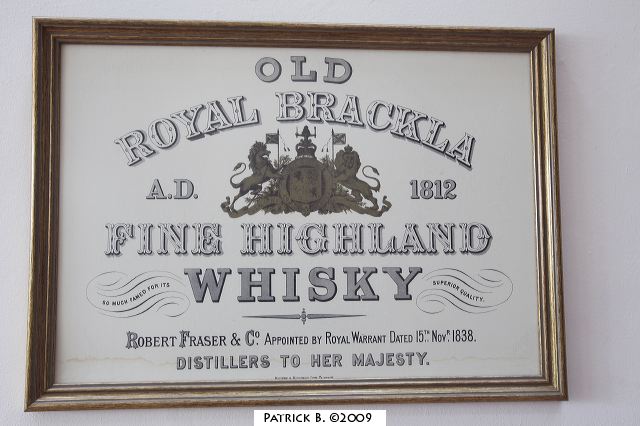 OLD
ROYAL BRACKLA
A.D. 1812
FINE HIGHLAND
WHISKY
SO MUCH FAMED FOR ITS SUPERIOR QUALITY.
ROBERT FRASER & Co APPOINTED BY ROYAL WARRANT DATED 15TH NOVR 1838.
DISTILLERS TO HER MAJESTY.
PATRICK B. ©2009